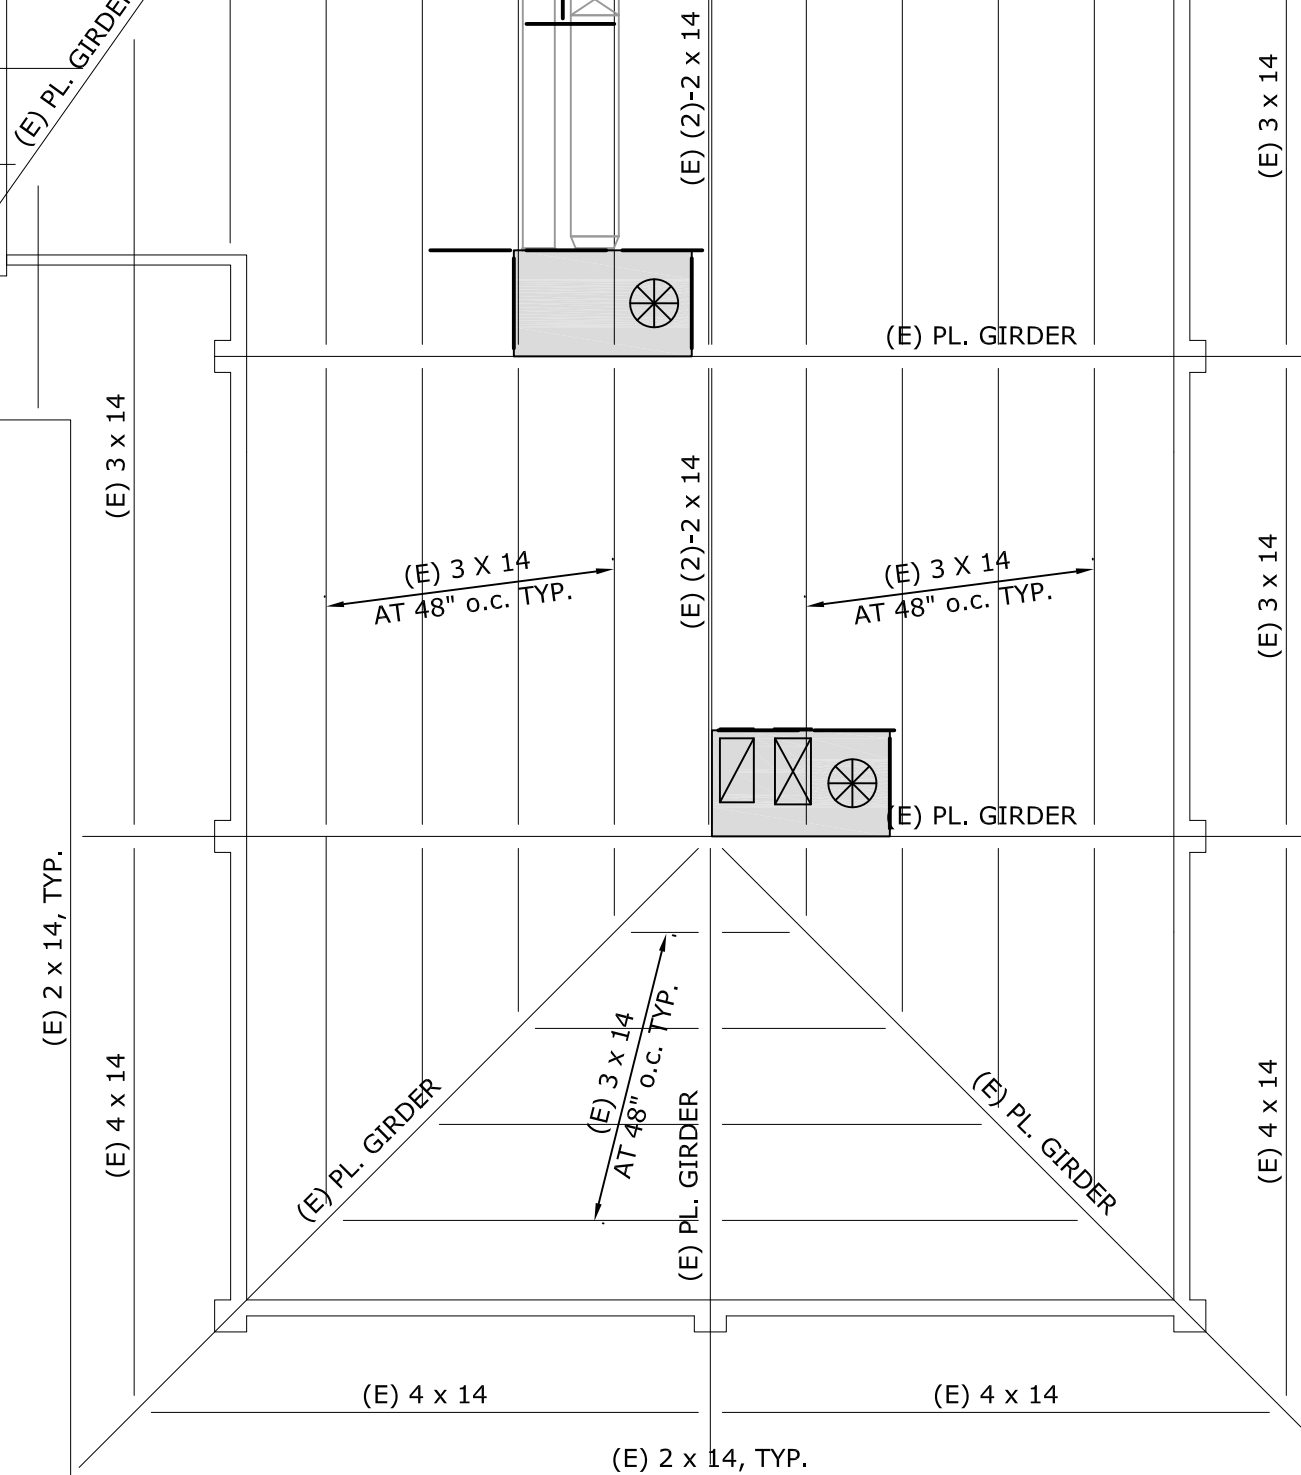 (E) PL. GIRDER
(E) (2)-2 x 14
(E) 3 x 14
(E) PL. GIRDER
(E) 3 x 14
(E) (2)-2 x 14
(E) 3 X 14
AT 48" o.c. TYP.
(E) 3 X 14
AT 48" o.c. TYP.
(E) 3 x 14
(E) PL. GIRDER
(E) 2 x 14, TYP.
(E) 4 x 14
(E) 3 x 14
AT 48" o.c. TYP.
(E) PL. GIRDER
(E) PL. GIRDER
(E) PL. GIRDER
(E) 4 x 14
(E) 4 x 14
(E) 4 x 14
(E) 2 x 14, TYP.